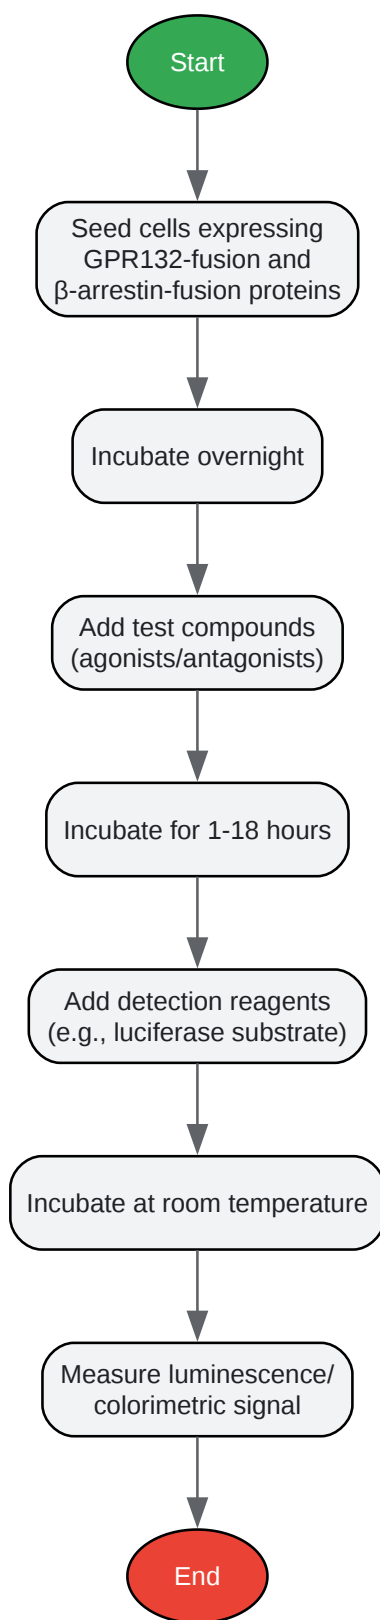 Start
Seed cells expressing
GPR132-fusion and
β-arrestin-fusion proteins
Incubate overnight
Add test compounds
(agonists/antagonists)
Incubate for 1-18 hours
Add detection reagents
(e.g., luciferase substrate)
Incubate at room temperature
Measure luminescence/
colorimetric signal
End